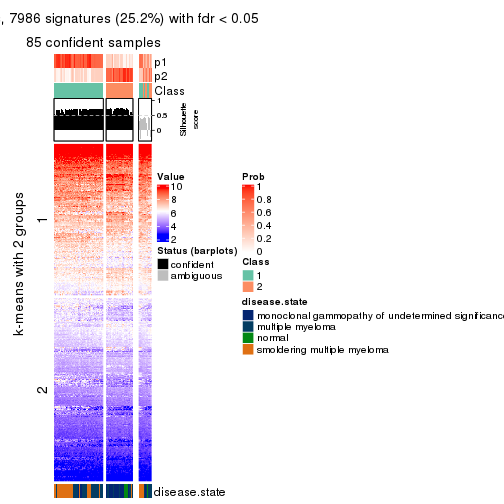 , 7986 signatures (25.2%) with fdr < 0.05
85 confident samples
p1
p2
Class
1
0.5
0
Silhouette
score
k-means with 2 groups
1
2
Value
10
8
6
4
2
Status (barplots)
confident
ambiguous
Prob
1
0.8
0.6
0.4
0.2
0
Class
1
2
disease.state
monoclonal gammopathy of undetermined significance
multiple myeloma
normal
smoldering multiple myeloma
disease.state